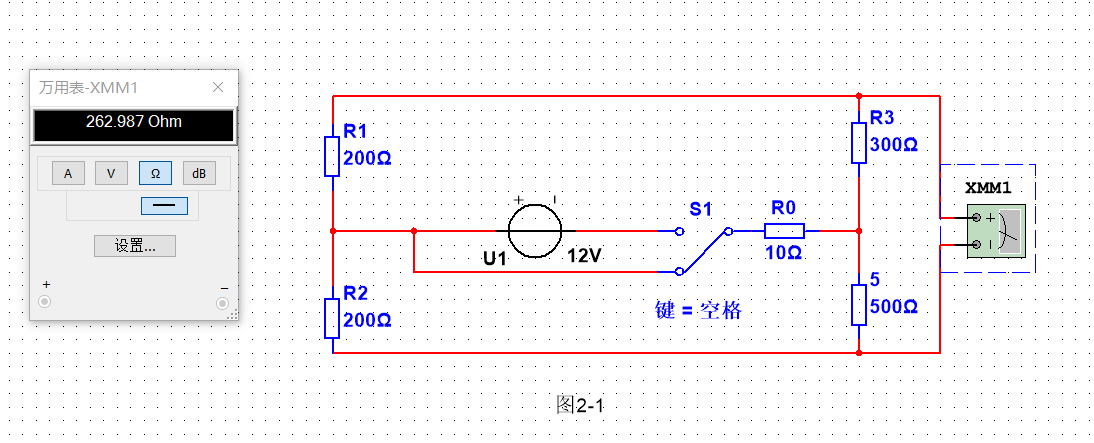 万用表-XMM1
262.987 Ohm
A
V
Ω
dB
设置...
+
−
R1
200Ω
R2
200Ω
+
-
U1
12V
S1
键 = 空格
R0
10Ω
R3
300Ω
5
500Ω
XMM1
+
-
图2-1